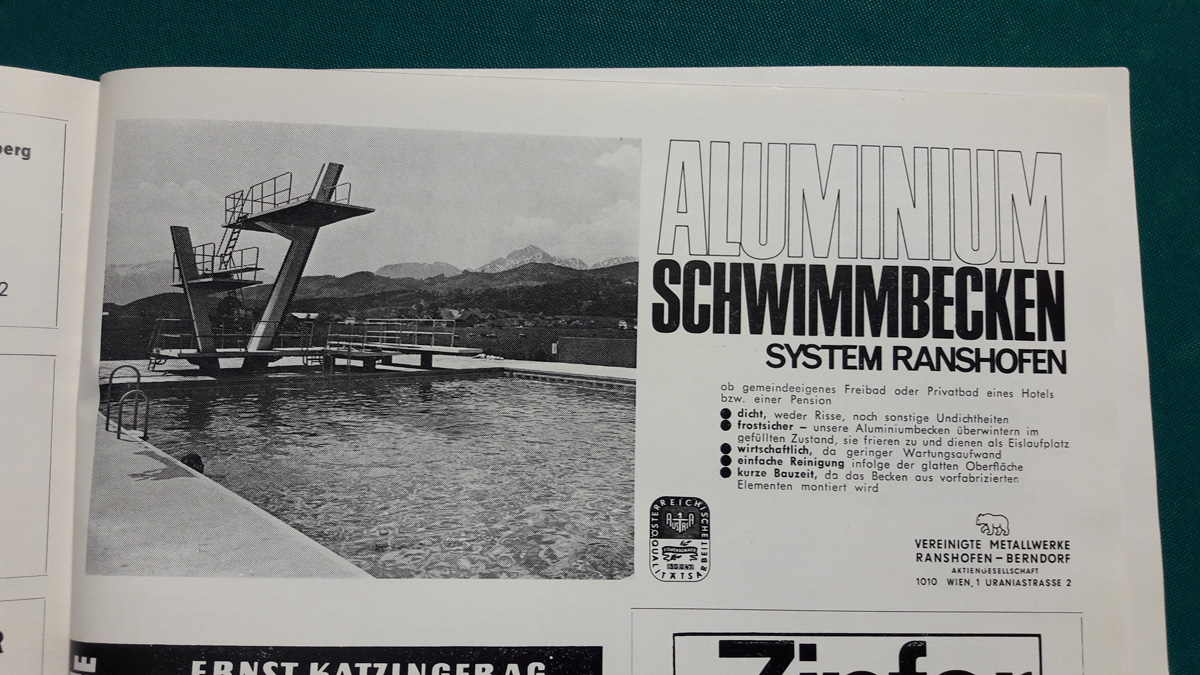 berg
2
R
ALUMINIUM
SCHWIMMBECKEN
SYSTEM RANSHOFEN
ob gemeindeeigenes Freibad oder Privatbad eines Hotels
bzw. einer Pension
● dicht, weder Risse, noch sonstige Undichtheiten
● frostsicher – unsere Aluminiumbecken überwintern im
gefüllten Zustand, sie frieren zu und dienen als Eislaufplatz
● wirtschaftlich, da geringer Wartungsaufwand
● einfache Reinigung infolge der glatten Oberfläche
● kurze Bauzeit, da das Becken aus vorfabrizierten
Elementen montiert wird
ÖSTERREICHISCHE
QUALITÄTSARBEIT
AUSTRIA
VEREINIGTE METALLWERKE
RANSHOFEN – BERNDORF
AKTIENGESELLSCHAFT
1010 WIEN, 1 URANIASTRASSE 2
ERNST KATZINGER AG
Zipfer